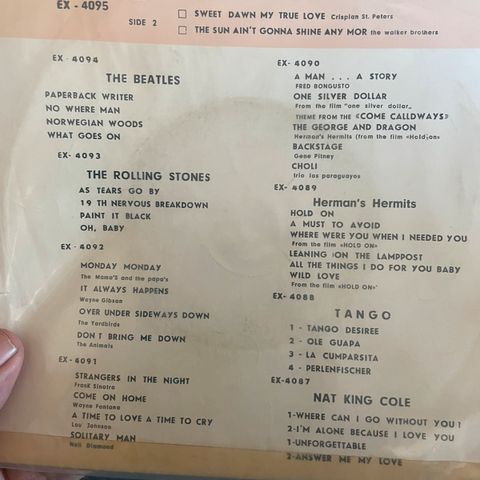 EX - 4095
SIDE 2
SWEET DAWN MY TRUE LOVE Crispian St. Peters
THE SUN AIN'T GONNA SHINE ANY MOR the walker brothers
EX - 4094
THE BEATLES
PAPERBACK WRITER
NO WHERE MAN
NORWEGIAN WOODS
WHAT GOES ON
EX- 4093
THE ROLLING STONES
AS TEARS GO BY
19 TH NERVOUS BREAKDOWN
PAINT IT BLACK
OH, BABY
EX - 4092
MONDAY MONDAY
The Mama'S and the papa's
IT ALWAYS HAPPENS
Wayne Gibson
OVER UNDER SIDEWAYS DOWN
The Yardbirds
DON'T BRING ME DOWN
The Animals
EX-4091
STRANGERS IN THE NIGHT
Frank Sinatra
COME ON HOME
Wayne Fontana
A TIME TO LOVE A TIME TO CRY
Lou Johnson
SOLITARY MAN
Neil Diamond
EX- 4090
A MAN . . . A STORY
FRED BONGUSTO
ONE SILVER DOLLAR
From the film "one silver dollar„
THEME FROM THE «COME CALLDWAYS»
THE GEORGE AND DRAGON
Herman's Hermits (from the film «Hold;on»
BACKSTAGE
Gene Pitney
CHOLI
Irio los paraguayos
EX- 4089
Herman's Hermits
HOLD ON
A MUST TO AVOID
WHERE WERE YOU WHEN I NEEDED YOU
From the film «HOLD ON»
LEANING ON THE LAMPPOST
ALL THE THINGS I DO FOR YOU BABY
WILD LOVE
From the film «HOLD ON»'
EX- 4088
TANGO
1 - TANGO DESIREE
2 - OLE GUAPA
3 - LA CUMPARSITA
4 - PERLENFISCHER
EX-4087
NAT KING COLE
1-WHERE CAN I GO WITHOUT YOU ?
2-I'M ALONE BECAUSE I LOVE YOU
1-UNFORGETTABLE
2-ANSWER ME MY LOVE